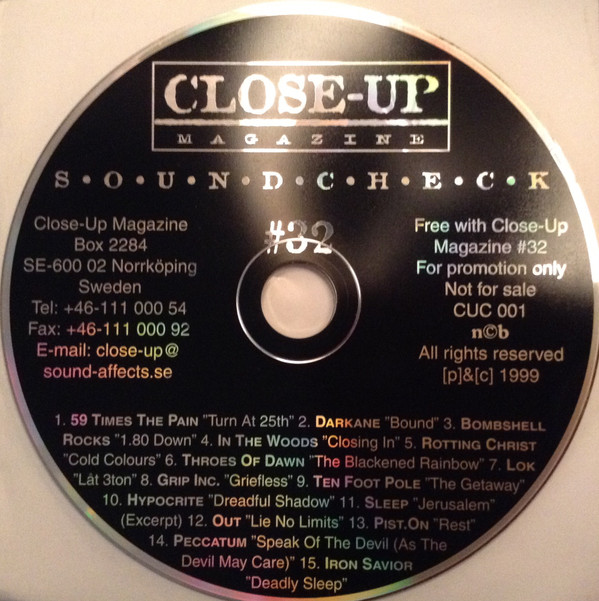 CLOSE-UP
MAGAZINE
S•O•U•N•D•C•H•E•C•K
#32
Close-Up Magazine
Box 2284
SE-600 02 Norrköping
Sweden
Tel: +46-111 000 54
Fax: +46-111 000 92
E-mail: close-up@
sound-affects.se
Free with Close-Up
Magazine #32
For promotion only
Not for sale
CUC 001
n©b
All rights reserved
[p]&[c] 1999
1. 59 TIMES THE PAIN "Turn At 25th" 2. DARKANE "Bound" 3. BOMBSHELL
ROCKS "1.80 Down" 4. IN THE WOODS "Closing In" 5. ROTTING CHRIST
"Cold Colours" 6. THROES OF DAWN "The Blackened Rainbow" 7. LOK
"Låt 3ton" 8. GRIP INC. "Griefless" 9. TEN FOOT POLE "The Getaway"
10. HYPOCRITE "Dreadful Shadow" 11. SLEEP "Jerusalem"
(Excerpt) 12. OUT "Lie No Limits" 13. PIST.ON "Rest"
14. PECCATUM "Speak Of The Devil (As The
Devil May Care)" 15. IRON SAVIOR
"Deadly Sleep"